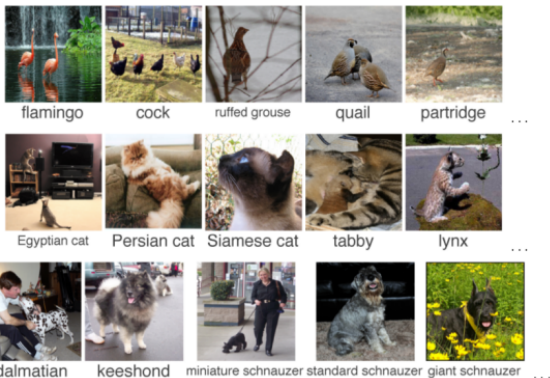 flamingo cock ruffed grouse quail partridge ...
Egyptian cat Persian cat Siamese cat tabby lynx ...
dalmatian keeshond miniature schnauzer standard schnauzer giant schnauzer ...